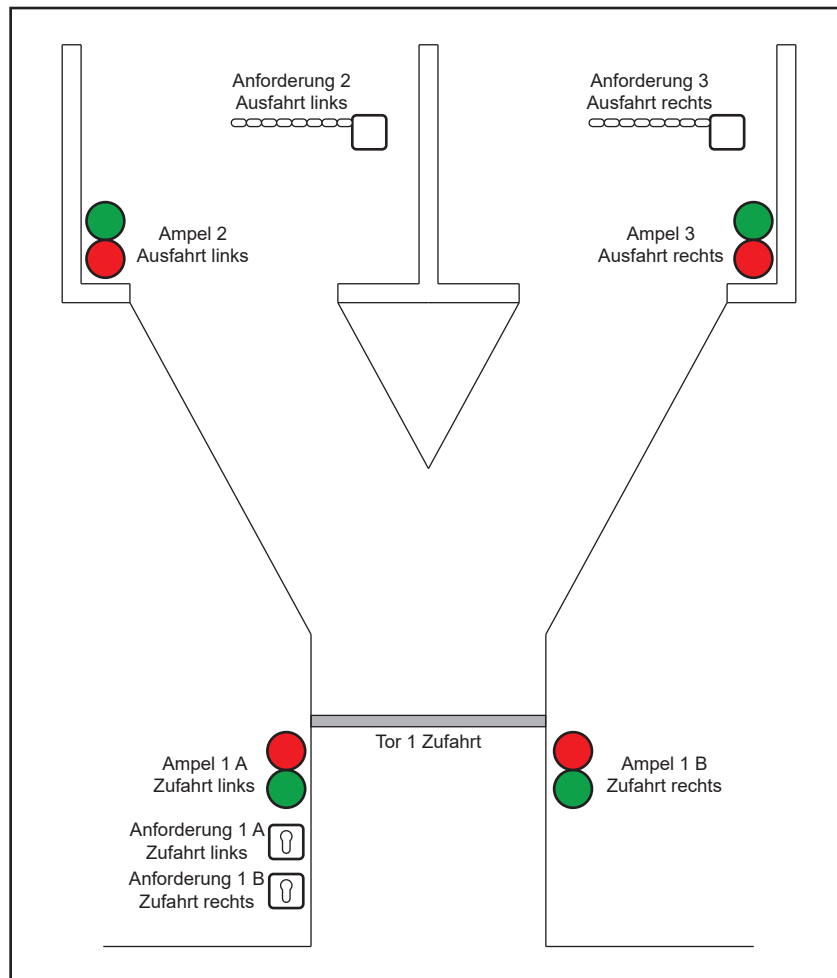 Anforderung 2
Ausfahrt links
Anforderung 3
Ausfahrt rechts
Ampel 2
Ausfahrt links
Ampel 3
Ausfahrt rechts
Tor 1 Zufahrt
Ampel 1 A
Zufahrt links
Ampel 1 B
Zufahrt rechts
Anforderung 1 A
Zufahrt links
Anforderung 1 B
Zufahrt rechts